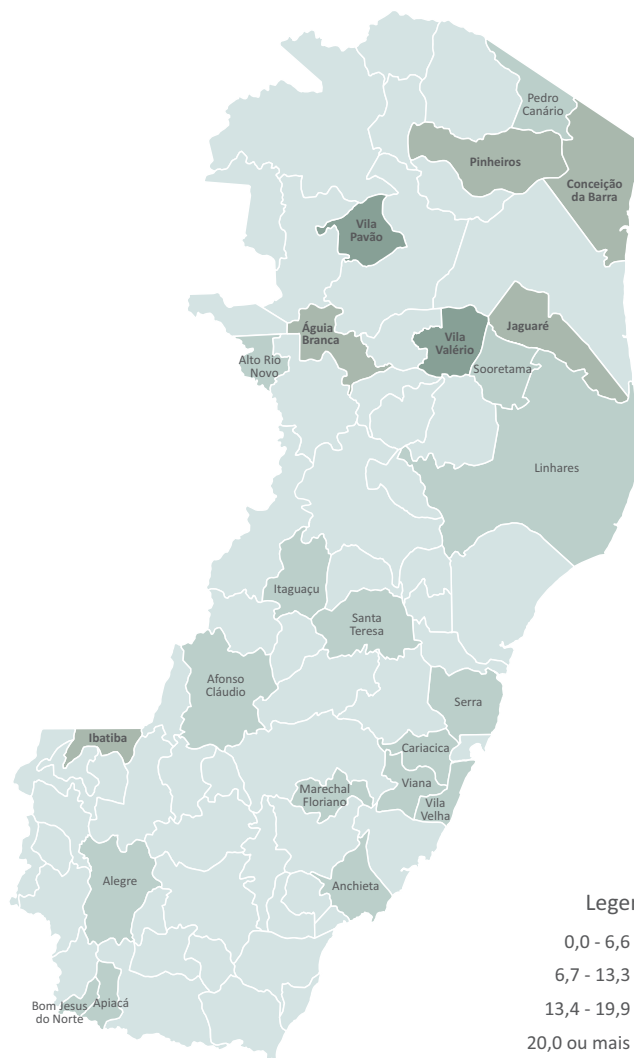 Pedro
Canário
Pinheiros
Conceição
da Barra
Vila
Pavão
Águia
Branca
Vila
Valério
Jaguaré
Alto Rio
Novo
Sooretama
Linhares
Itaguaçu
Santa
Teresa
Afonso
Cláudio
Serra
Ibatiba
Cariacica
Marechal
Floriano
Viana
Vila
Velha
Alegre
Anchieta
Bom Jesus
do Norte
Apiacá
Legen
0,0 - 6,6
6,7 - 13,3
13,4 - 19,9
20,0 ou mais